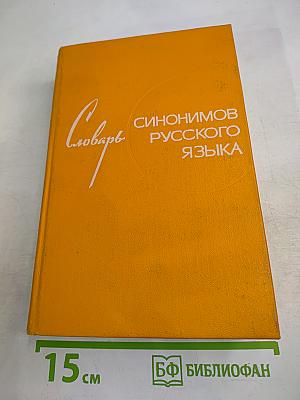 Словарь
СИНОНИМОВ
РУССКОГО
ЯЗЫКА
15 см
БФ БИБЛИОФАН